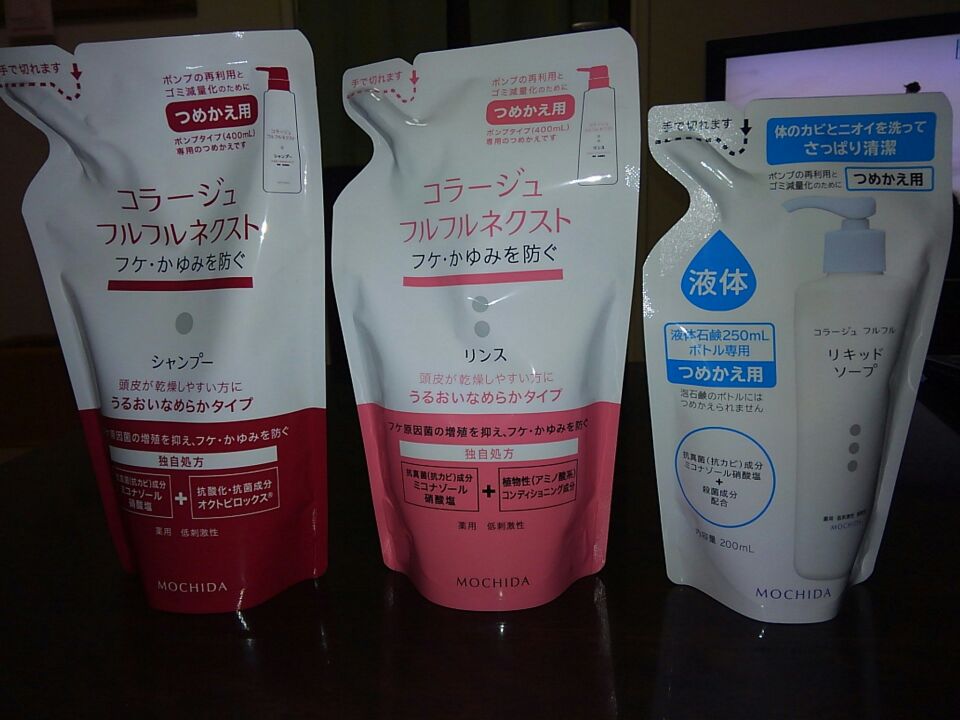 手で切れます
ポンプの再利用と
ゴミ減量化のために
つめかえ用
ポンプタイプ(400mL)
専用のつめかえです
コラージュ
フルフルネクスト
シャンプー
コラージュ
フルフルネクスト
フケ・かゆみを防ぐ
シャンプー
頭皮が乾燥しやすい方に
うるおいなめらかタイプ
原因菌の増殖を抑え、フケ・かゆみを防ぐ
独自処方
抗真菌(抗カビ)成分
ミコナゾール
硝酸塩
+
抗酸化・抗菌成分
オクトピロックス®
薬用 低刺激性
MOCHIDA
手で切れます
ポンプの再利用と
ゴミ減量化のために
つめかえ用
ポンプタイプ(400mL)
専用のつめかえです
リンス
コラージュ
フルフルネクスト
フケ・かゆみを防ぐ
リンス
頭皮が乾燥しやすい方に
うるおいなめらかタイプ
フケ原因菌の増殖を抑え、フケ・かゆみを防ぐ
独自処方
抗真菌(抗カビ)成分
ミコナゾール
硝酸塩
+
植物性(アミノ酸系)
コンディショニング成分
薬用 低刺激性
MOCHIDA
手で切れます
体のカビとニオイを洗って
さっぱり清潔
ポンプの再利用と
ゴミ減量化のために
つめかえ用
液体
液体石鹸250mL
ボトル専用
つめかえ用
泡石鹸のボトルには
つめかえられません
抗真菌(抗カビ)成分
ミコナゾール硝酸塩
+
殺菌成分
配合
内容量 200mL
コラージュ フルフル
リキッド
ソープ
MOCHIDA
MOCHIDA